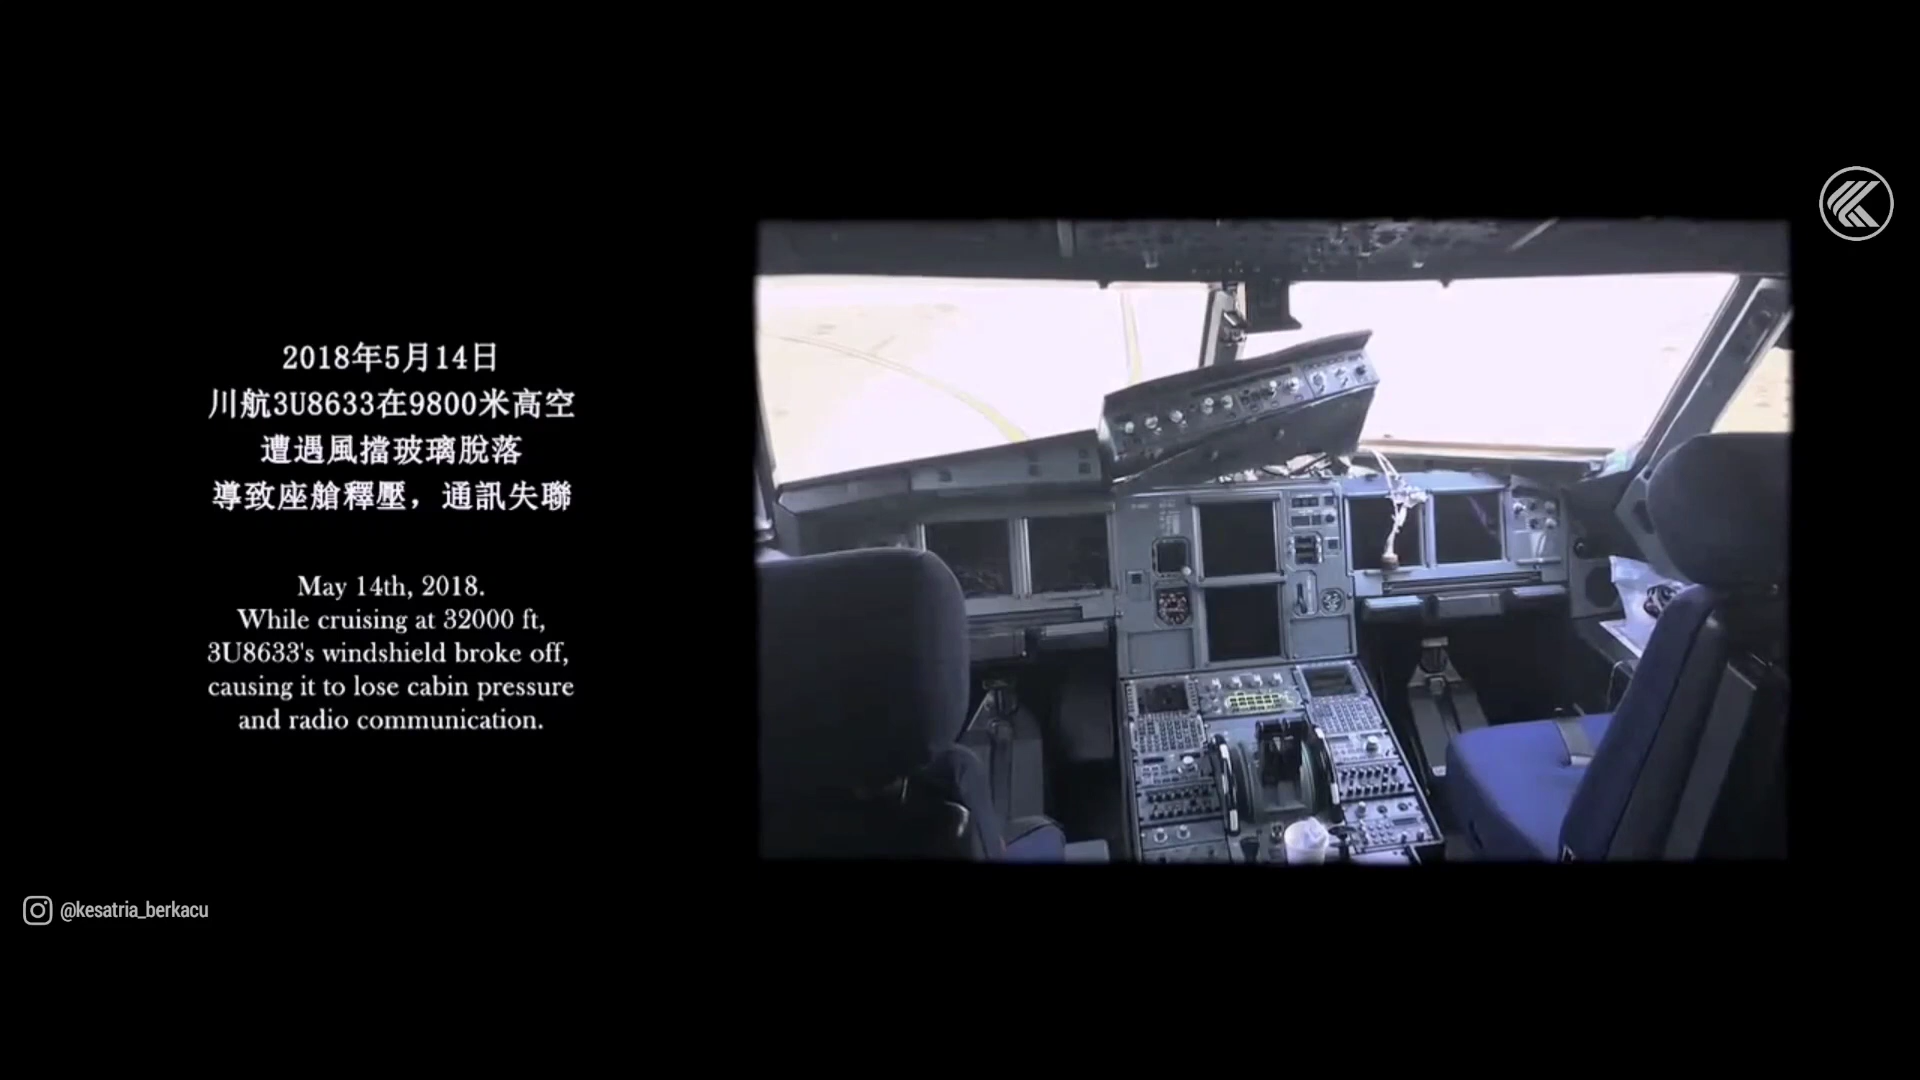 2018年5月14日
川航3U8633在9800米高空
遭遇風擋玻璃脫落
導致座艙釋壓，通訊失聯
May 14th, 2018.
While cruising at 32000 ft,
3U8633's windshield broke off,
causing it to lose cabin pressure
and radio communication.
@kesatria_berkacu